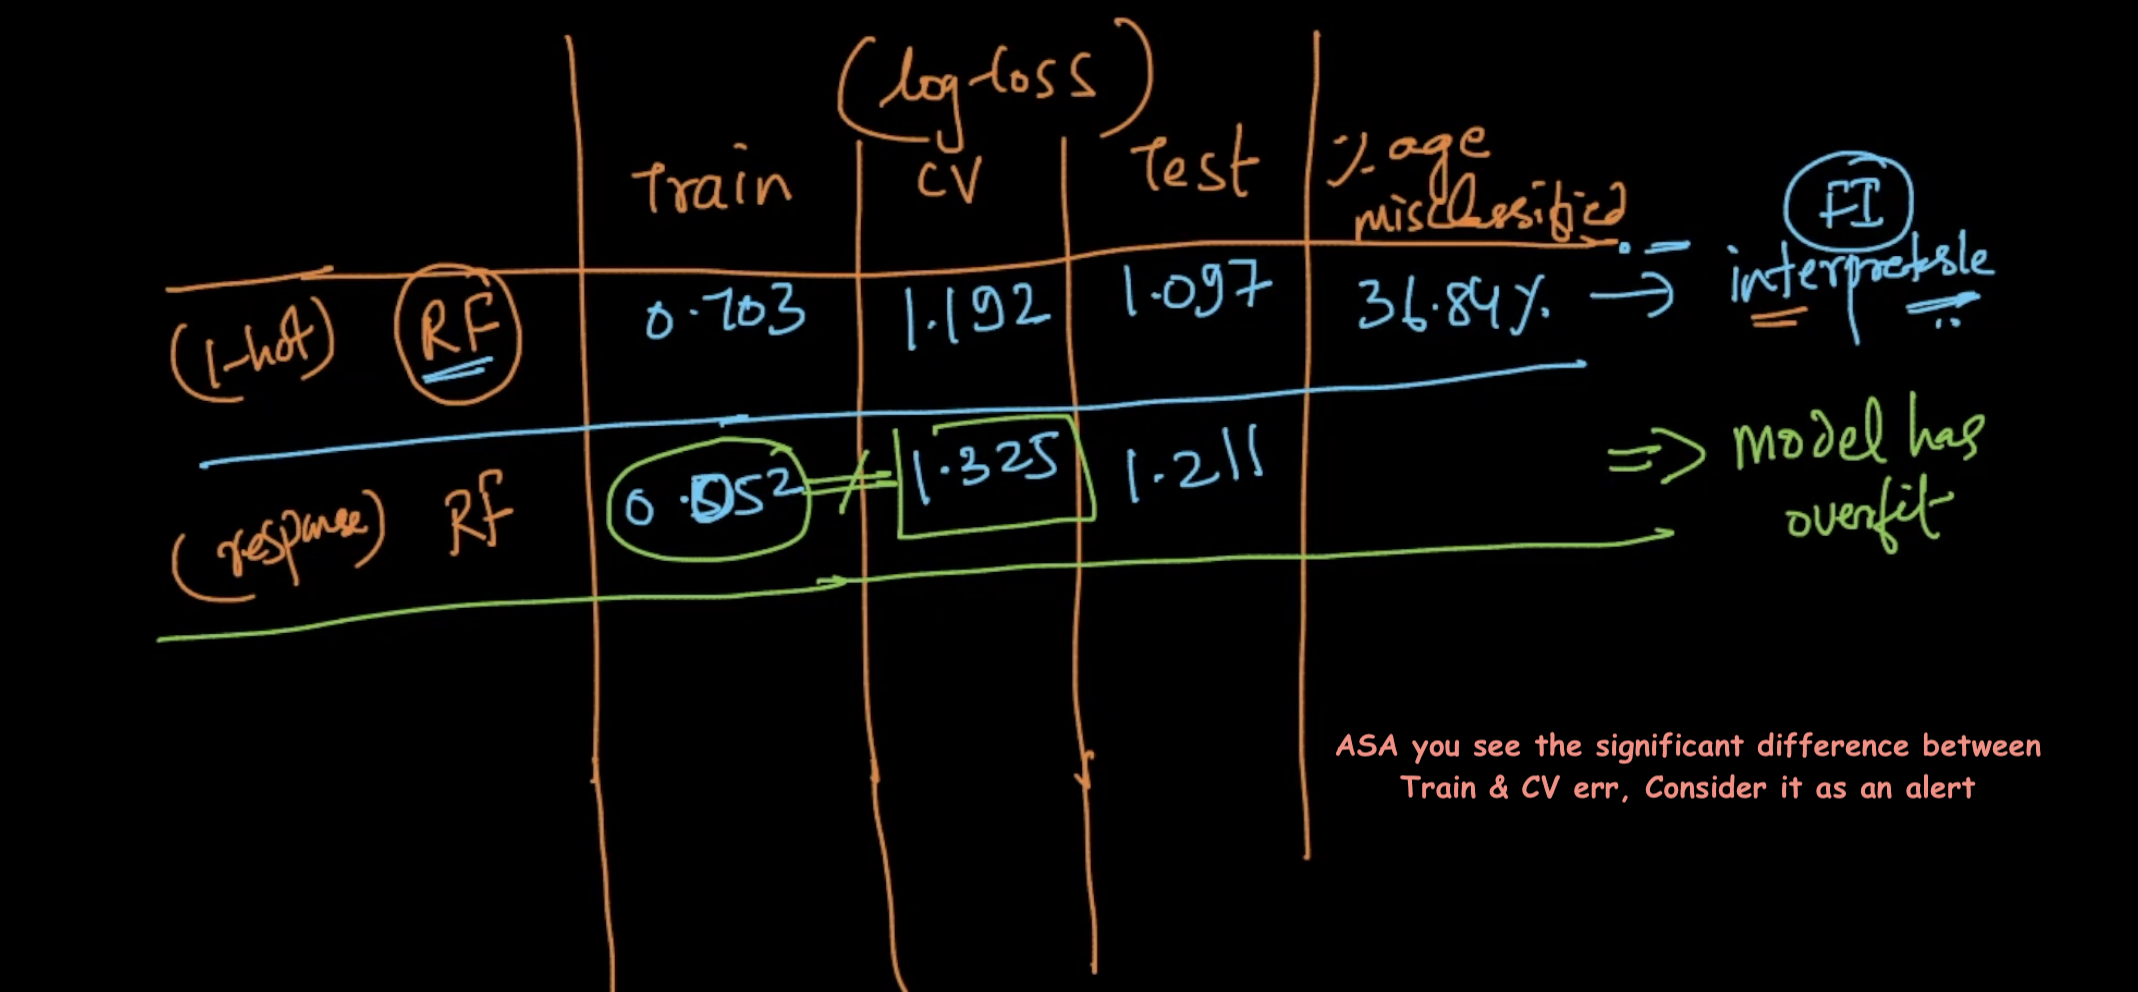 (log-loss)
Train CV Test %age misclassified
FI
(1-hot) RF 0.703 1.192 1.097 36.84% → interpretable
(response) RF 0.052 ≠ 1.325 1.211 ⇒ Model has
overfit
ASA you see the significant difference between
Train & CV err, Consider it as an alert